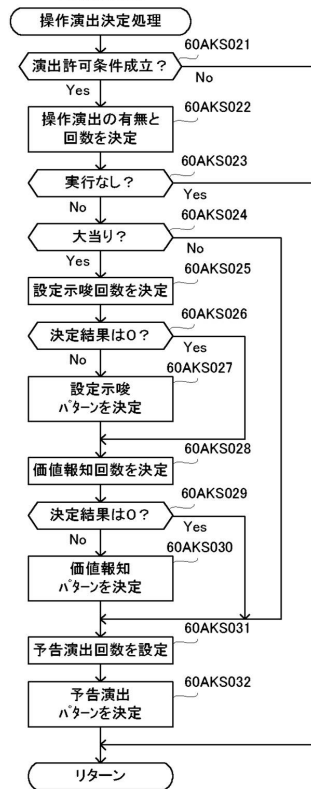 操作演出決定処理
60AKS021
演出許可条件成立？
No
Yes
60AKS022
操作演出の有無と
回数を決定
60AKS023
実行なし？
Yes
No
60AKS024
大当り？
No
Yes
60AKS025
設定示唆回数を決定
60AKS026
決定結果は０？
Yes
No
60AKS027
設定示唆
パターンを決定
60AKS028
価値報知回数を決定
60AKS029
決定結果は０？
Yes
No
60AKS030
価値報知
パターンを決定
60AKS031
予告演出回数を設定
60AKS032
予告演出
パターンを決定
リターン